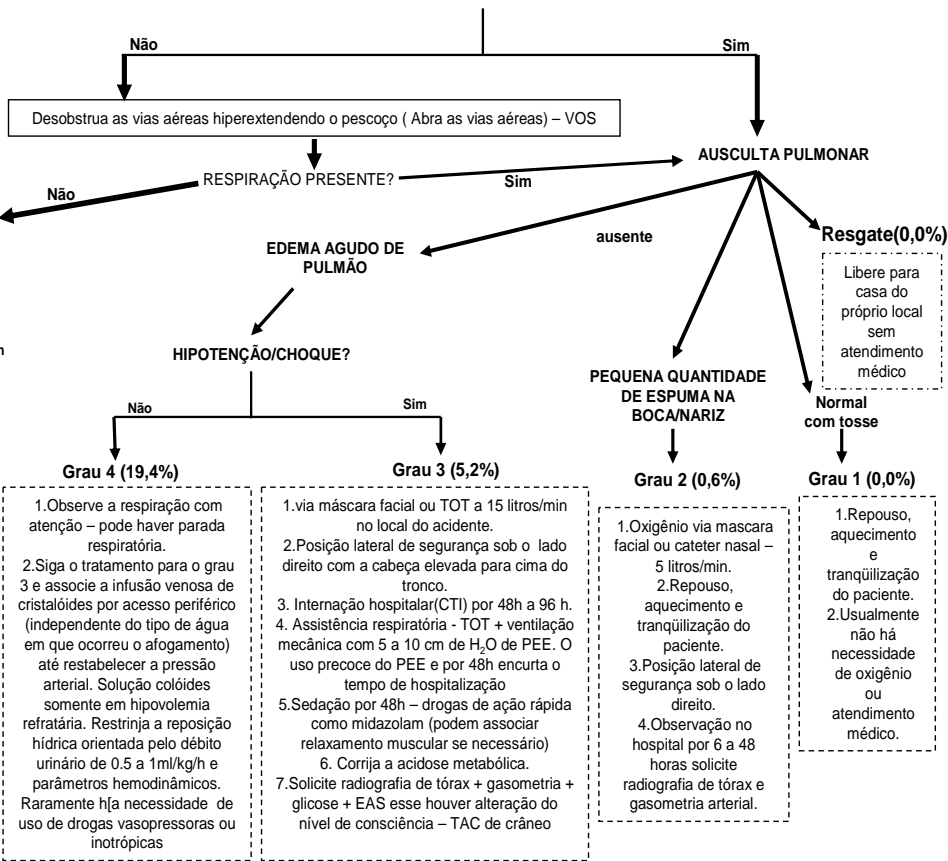 Não
Sim
Desobstrua as vias aéreas hiperextendendo o pescoço ( Abra as vias aéreas) – VOS
AUSCULTA PULMONAR
RESPIRAÇÃO PRESENTE?
Sim
Não
ausente
Resgate(0,0%)
Libere para
casa do
próprio local
sem
atendimento
médico
EDEMA AGUDO DE
PULMÃO
HIPOTENÇÃO/CHOQUE?
PEQUENA QUANTIDADE
DE ESPUMA NA
BOCA/NARIZ
Normal
com tosse
Não
Sim
Grau 4 (19,4%)
1.Observe a respiração com
atenção – pode haver parada
respiratória.
2.Siga o tratamento para o grau
3 e associe a infusão venosa de
cristalóides por acesso periférico
(independente do tipo de água
em que ocorreu o afogamento)
até restabelecer a pressão
arterial. Solução colóides
somente em hipovolemia
refratária. Restrinja a reposição
hídrica orientada pelo débito
urinário de 0.5 a 1ml/kg/h e
parâmetros hemodinâmicos.
Raramente h[a necessidade de
uso de drogas vasopressoras ou
inotrópicas
Grau 3 (5,2%)
1.via máscara facial ou TOT a 15 litros/min
no local do acidente.
2.Posição lateral de segurança sob o lado
direito com a cabeça elevada para cima do
tronco.
3. Internação hospitalar(CTI) por 48h a 96 h.
4. Assistência respiratória - TOT + ventilação
mecânica com 5 a 10 cm de H₂O de PEE. O
uso precoce do PEE e por 48h encurta o
tempo de hospitalização
5.Sedação por 48h – drogas de ação rápida
como midazolam (podem associar
relaxamento muscular se necessário)
6. Corrija a acidose metabólica.
7.Solicite radiografia de tórax + gasometria +
glicose + EAS esse houver alteração do
nível de consciência – TAC de crâneo
Grau 2 (0,6%)
1.Oxigênio via mascara
facial ou cateter nasal –
5 litros/min.
2.Repouso,
aquecimento e
tranqüilização do
paciente.
3.Posição lateral de
segurança sob o lado
direito.
4.Observação no
hospital por 6 a 48
horas solicite
radiografia de tórax e
gasometria arterial.
Grau 1 (0,0%)
1.Repouso,
aquecimento
e
tranqüilização
do paciente.
2.Usualmente
não há
necessidade
de oxigênio
ou
atendimento
médico.